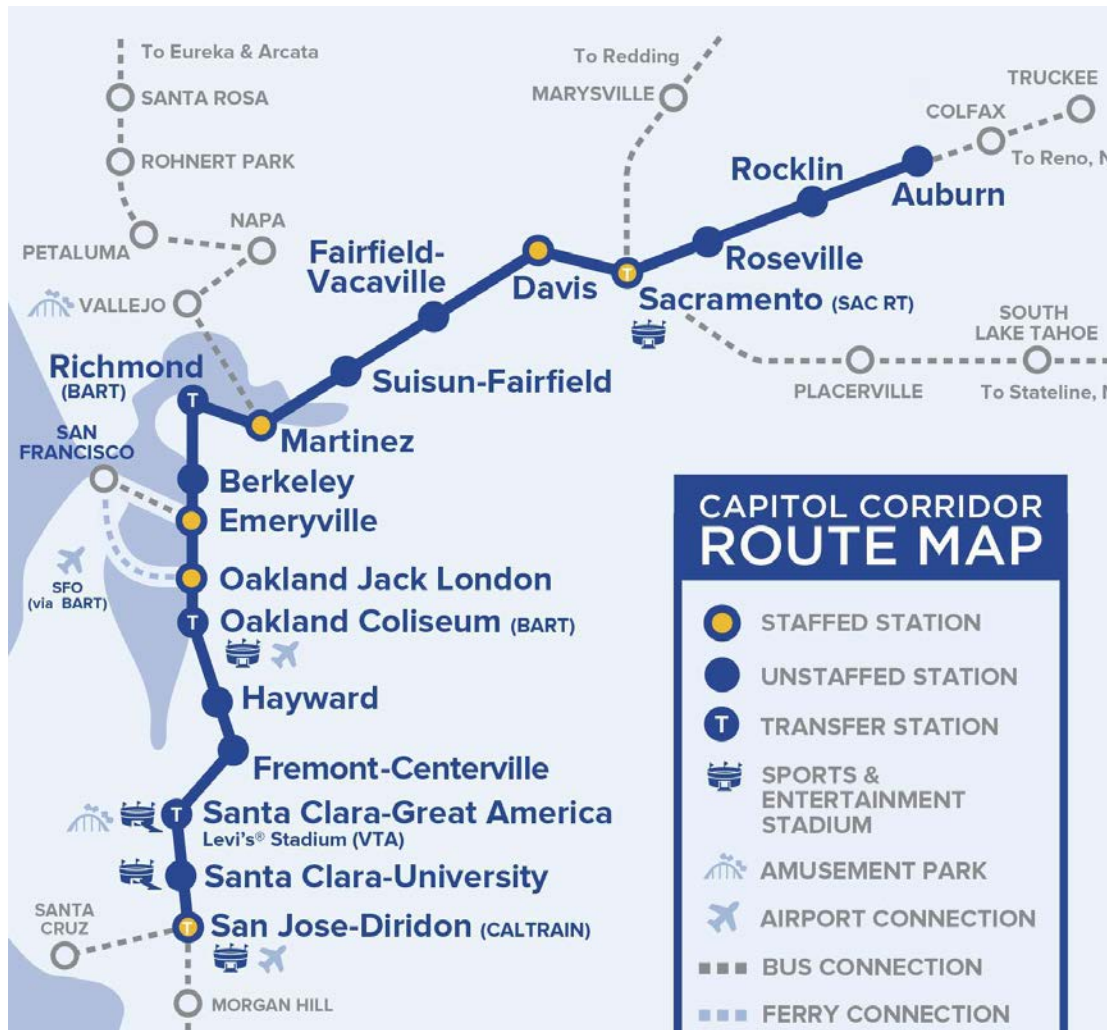 To Eureka & Arcata
SANTA ROSA
ROHNERT PARK
PETALUMA
NAPA
VALLEJO
To Redding
MARYSVILLE
TRUCKEE
COLFAX
To Reno, N
Auburn
Rocklin
Roseville
Sacramento (SAC RT)
Davis
Fairfield-
Vacaville
Suisun-Fairfield
SOUTH
LAKE TAHOE
PLACERVILLE
To Stateline, N
Martinez
Richmond
(BART)
SAN
FRANCISCO
Berkeley
Emeryville
SFO
(via BART)
Oakland Jack London
Oakland Coliseum (BART)
Hayward
Fremont-Centerville
Santa Clara-Great America
Levi's® Stadium (VTA)
Santa Clara-University
San Jose-Diridon (CALTRAIN)
SANTA
CRUZ
MORGAN HILL
CAPITOL CORRIDOR
ROUTE MAP
STAFFED STATION
UNSTAFFED STATION
T TRANSFER STATION
SPORTS &
ENTERTAINMENT
STADIUM
AMUSEMENT PARK
AIRPORT CONNECTION
BUS CONNECTION
FERRY CONNECTION